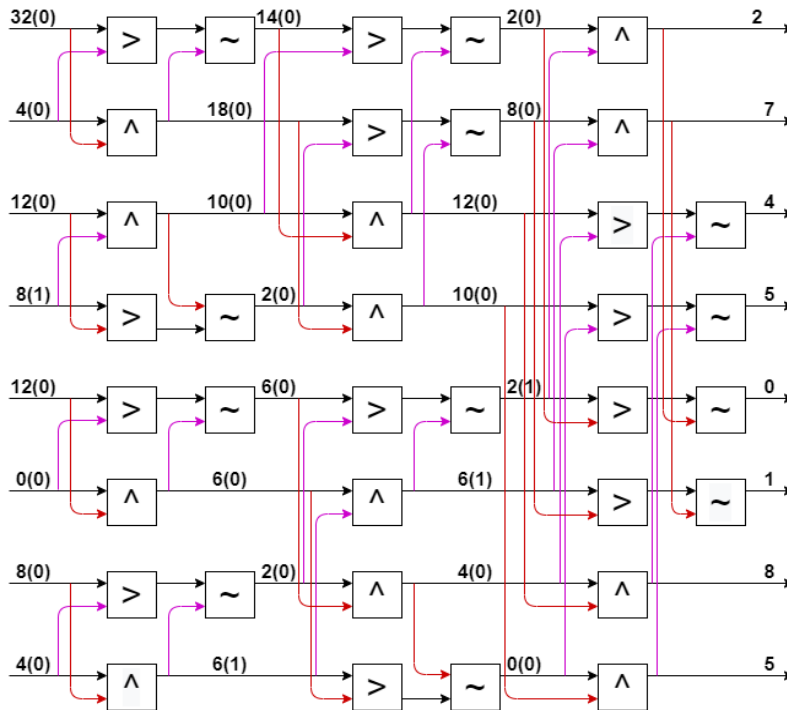 32(0) > ~ 14(0) > ~ 2(0) ^ 2
4(0) ^ 18(0) > ~ 8(0) ^ 7
12(0) ^ 10(0) ^ 12(0) > ~ 4
8(1) > ~ 2(0) ^ 10(0) > ~ 5
12(0) > ~ 6(0) > ~ 2(1) > ~ 0
0(0) ^ 6(0) ^ 6(1) > ~ 1
8(0) > ~ 2(0) ^ 4(0) ^ 8
4(0) ^ 6(1) > ~ 0(0) ^ 5